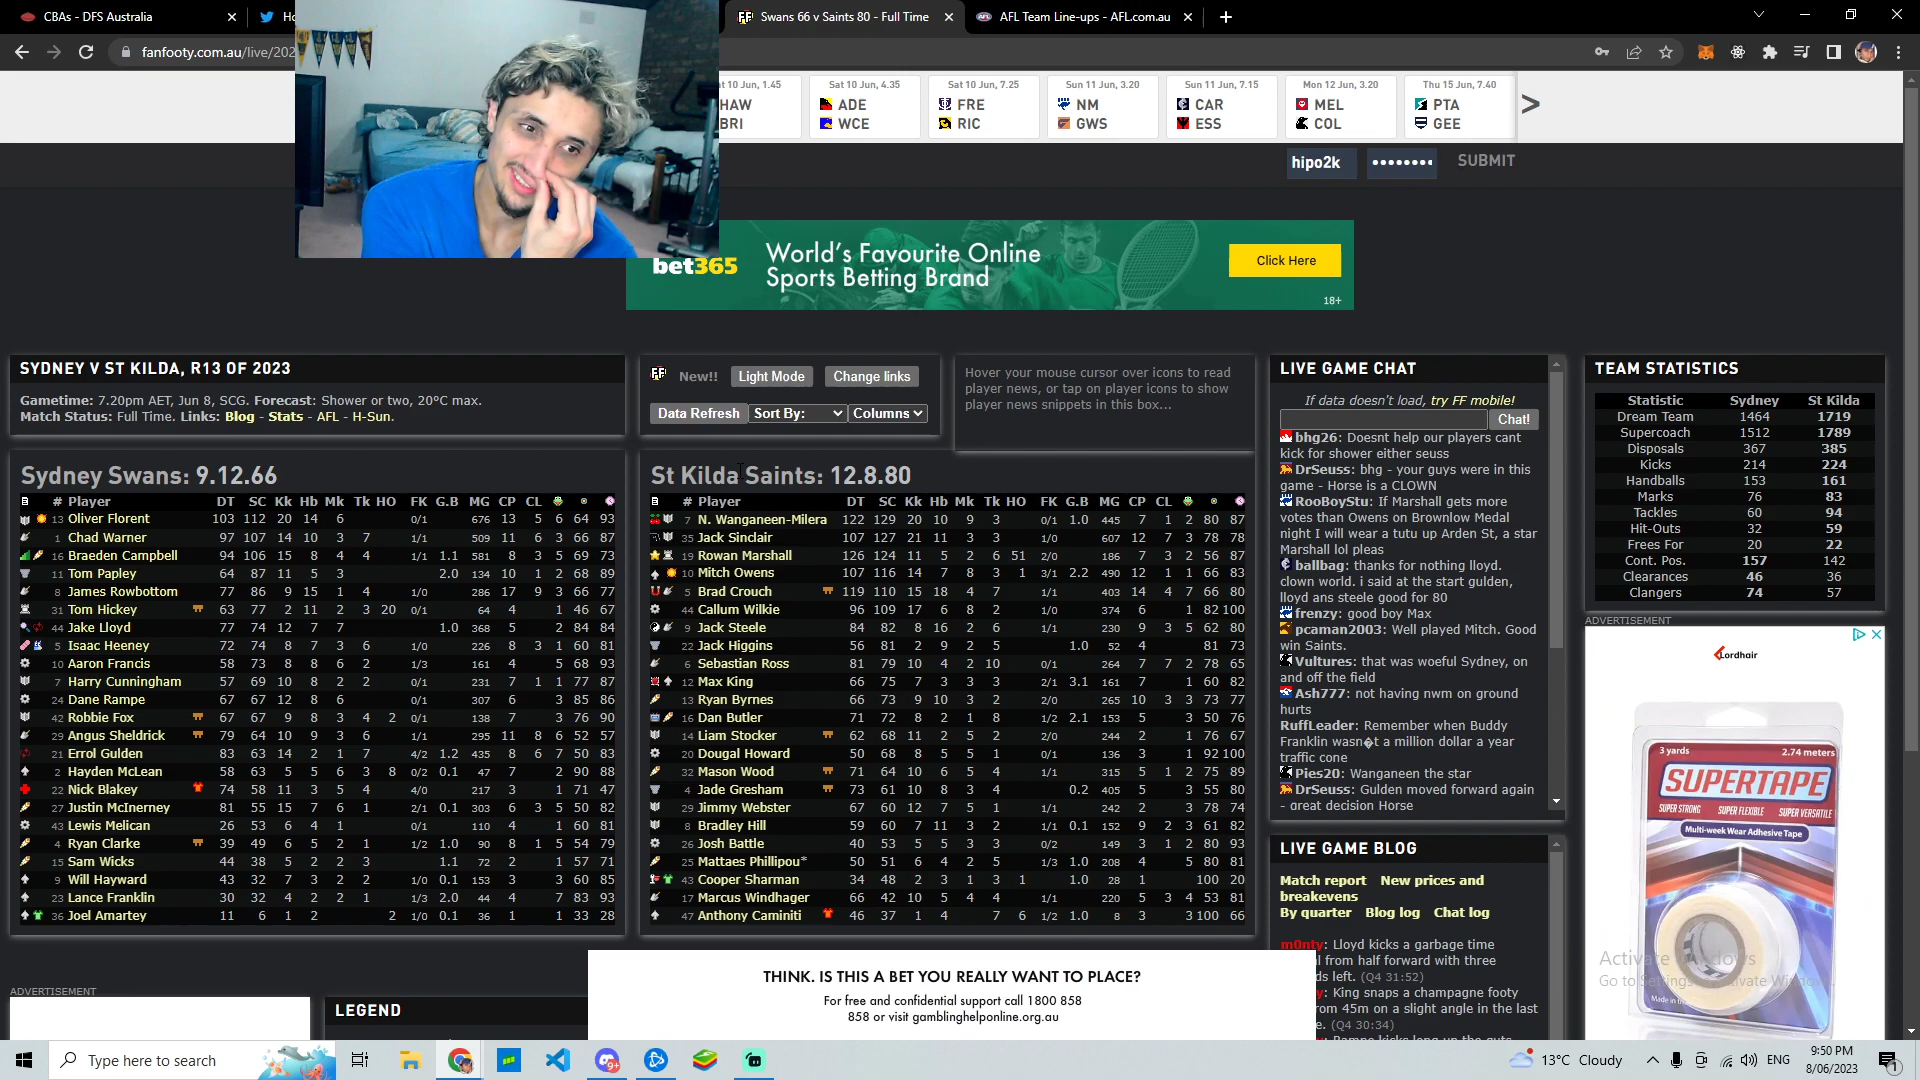 CBAs - DFS Australia
Ho
Swans 66 v Saints 80 - Full Time
AFL Team Line-ups - AFL.com.au
fanfooty.com.au/live/202
t 10 Jun, 1.45
HAW
BRI
Sat 10 Jun, 4.35
ADE
WCE
Sat 10 Jun, 7.25
FRE
RIC
Sun 11 Jun, 3.20
NM
GWS
Sun 11 Jun, 7.15
CAR
ESS
Mon 12 Jun, 3.20
MEL
COL
Thu 15 Jun, 7.40
PTA
GEE
hipo2k •••••••• SUBMIT
bet365
World's Favourite Online
Sports Betting Brand
Click Here
18+
SYDNEY V ST KILDA, R13 OF 2023
Gametime: 7.20pm AET, Jun 8, SCG. Forecast: Shower or two, 20°C max.
Match Status: Full Time. Links: Blog - Stats - AFL - H-Sun.
New!! Light Mode Change links
Data Refresh Sort By: Columns
Hover your mouse cursor over icons to read
player news, or tap on player icons to show
player news snippets in this box...
Sydney Swans: 9.12.66
# Player DT SC Kk Hb Mk Tk HO FK G.B MG CP CL
13 Oliver Florent 103 112 20 14 6 0/1 676 13 5 6 64 93
1 Chad Warner 97 107 14 10 3 7 1/1 509 11 6 3 66 87
16 Braeden Campbell 94 106 15 8 4 4 1/1 1.1 581 8 3 5 69 73
11 Tom Papley 64 87 11 5 3 2.0 134 10 1 2 68 89
8 James Rowbottom 77 86 9 15 1 4 1/0 286 17 9 3 66 77
31 Tom Hickey 63 77 2 11 2 3 20 0/1 64 4 1 46 67
44 Jake Lloyd 77 74 12 7 7 1.0 368 5 2 84 84
5 Isaac Heeney 72 74 8 7 3 6 1/0 226 8 3 1 60 81
10 Aaron Francis 58 73 8 8 6 2 1/3 161 4 5 68 93
7 Harry Cunningham 57 69 10 8 2 2 0/1 231 7 1 1 77 87
24 Dane Rampe 67 67 12 8 6 0/1 307 6 3 85 86
42 Robbie Fox 67 67 9 8 3 4 2 0/1 138 7 3 76 90
29 Angus Sheldrick 79 64 10 9 3 6 1/1 295 11 8 6 52 57
21 Errol Gulden 83 63 14 2 1 7 4/2 1.2 435 8 6 7 50 83
2 Hayden McLean 58 63 5 5 6 3 8 0/2 0.1 47 7 2 90 88
22 Nick Blakey 74 58 11 3 5 4 4/0 217 3 1 71 47
27 Justin McInerney 81 55 15 7 6 1 2/1 0.1 303 6 3 5 50 82
43 Lewis Melican 26 53 6 4 1 0/1 110 4 1 60 81
4 Ryan Clarke 39 49 6 5 2 1 1/2 1.0 90 8 1 5 54 79
15 Sam Wicks 44 38 5 2 2 3 1.1 72 2 1 57 71
9 Will Hayward 43 32 7 3 2 2 1/0 0.1 153 3 3 60 85
23 Lance Franklin 30 32 4 2 2 1 1/3 2.0 44 4 7 83 93
36 Joel Amartey 11 6 1 2 2 1/0 0.1 36 1 1 33 28
St Kilda Saints: 12.8.80
# Player DT SC Kk Hb Mk Tk HO FK G.B MG CP CL
7 N. Wanganeen-Milera 122 129 20 10 9 3 0/1 1.0 445 7 1 2 80 87
35 Jack Sinclair 107 127 21 11 3 3 1/0 607 12 7 3 78 78
19 Rowan Marshall 126 124 11 5 2 6 51 2/0 186 7 3 2 56 87
10 Mitch Owens 107 116 14 7 8 3 1 3/1 2.2 490 12 1 1 66 83
5 Brad Crouch 119 110 15 18 4 7 1/1 403 14 4 7 66 80
44 Callum Wilkie 96 109 17 6 8 2 1/0 374 6 1 82 100
9 Jack Steele 84 82 8 16 2 6 1/1 230 9 3 5 62 80
22 Jack Higgins 56 81 2 9 2 5 1.0 52 4 81 73
6 Sebastian Ross 81 79 10 4 2 10 0/1 264 7 7 2 78 65
12 Max King 66 75 7 3 3 3 2/1 3.1 161 7 1 60 82
13 Ryan Byrnes 66 73 9 10 3 2 2/0 265 10 3 3 73 77
16 Dan Butler 71 72 8 2 1 8 1/2 2.1 153 5 3 50 76
14 Liam Stocker 62 68 11 2 5 2 2/0 244 2 1 76 67
20 Dougal Howard 50 68 8 5 5 1 0/1 136 3 1 92 100
32 Mason Wood 71 64 10 6 5 4 1/1 315 5 1 2 75 89
4 Jade Gresham 73 61 10 8 3 4 0.2 405 5 3 55 80
29 Jimmy Webster 67 60 12 7 5 1 1/1 242 2 3 78 74
8 Bradley Hill 59 60 7 11 3 2 1/1 0.1 152 9 2 3 61 82
26 Josh Battle 40 53 5 5 3 3 0/2 149 3 1 2 80 93
25 Mattaes Phillipou* 50 51 6 4 2 5 1/3 1.0 208 4 5 80 81
43 Cooper Sharman 34 48 2 3 1 3 1 1.0 28 1 100 20
17 Marcus Windhager 66 42 10 5 4 4 1/1 220 5 3 4 53 81
47 Anthony Caminiti 46 37 1 4 7 6 1/2 1.0 8 3 3 100 66
LIVE GAME CHAT
If data doesn't load, try FF mobile!
Chat!
bhg26: Doesnt help our players cant
kick for shower either seuss
DrSeuss: bhg - your guys were in this
game - Horse is a CLOWN
RooBoyStu: If Marshall gets more
votes than Owens on Brownlow Medal
night I will wear a tutu up Arden St, a star
Marshall lol pleas
ballbag: thanks for nothing lloyd.
clown world. i said at the start gulden,
lloyd ans steele good for 80
frenzy: good boy Max
pcaman2003: Well played Mitch. Good
win Saints.
Vultures: that was woeful Sydney, on
and off the field
Ash777: not having nwm on ground
hurts
RuffLeader: Remember when Buddy
Franklin wasn�t a million dollar a year
traffic cone
Pies20: Wanganeen the star
DrSeuss: Gulden moved forward again
- great decision Horse
LIVE GAME BLOG
Match report New prices and
breakevens
By quarter Blog log Chat log
m0nty: Lloyd kicks a garbage time
l from half forward with three
ds left. (Q4 31:52)
y: King snaps a champagne footy
rom 45m on a slight angle in the last
e. (Q4 30:34)
TEAM STATISTICS
Statistic Sydney St Kilda
Dream Team 1464 1719
Supercoach 1512 1789
Disposals 367 385
Kicks 214 224
Handballs 153 161
Marks 76 83
Tackles 60 94
Hit-Outs 32 59
Frees For 20 22
Cont. Pos. 157 142
Clearances 46 36
Clangers 74 57
ADVERTISEMENT
Lordhair
3 yards 2.74 meters
SUPERTAPE
SUPER STRONG SUPER FLEXIBLE SUPER VERSATILE
Multi-week Wear Adhesive Tape
Made in
ADVERTISEMENT
LEGEND
THINK. IS THIS A BET YOU REALLY WANT TO PLACE?
For free and confidential support call 1800 858
858 or visit gamblinghelponline.org.au
Type here to search
13°C Cloudy
ENG
9:50 PM
8/06/2023